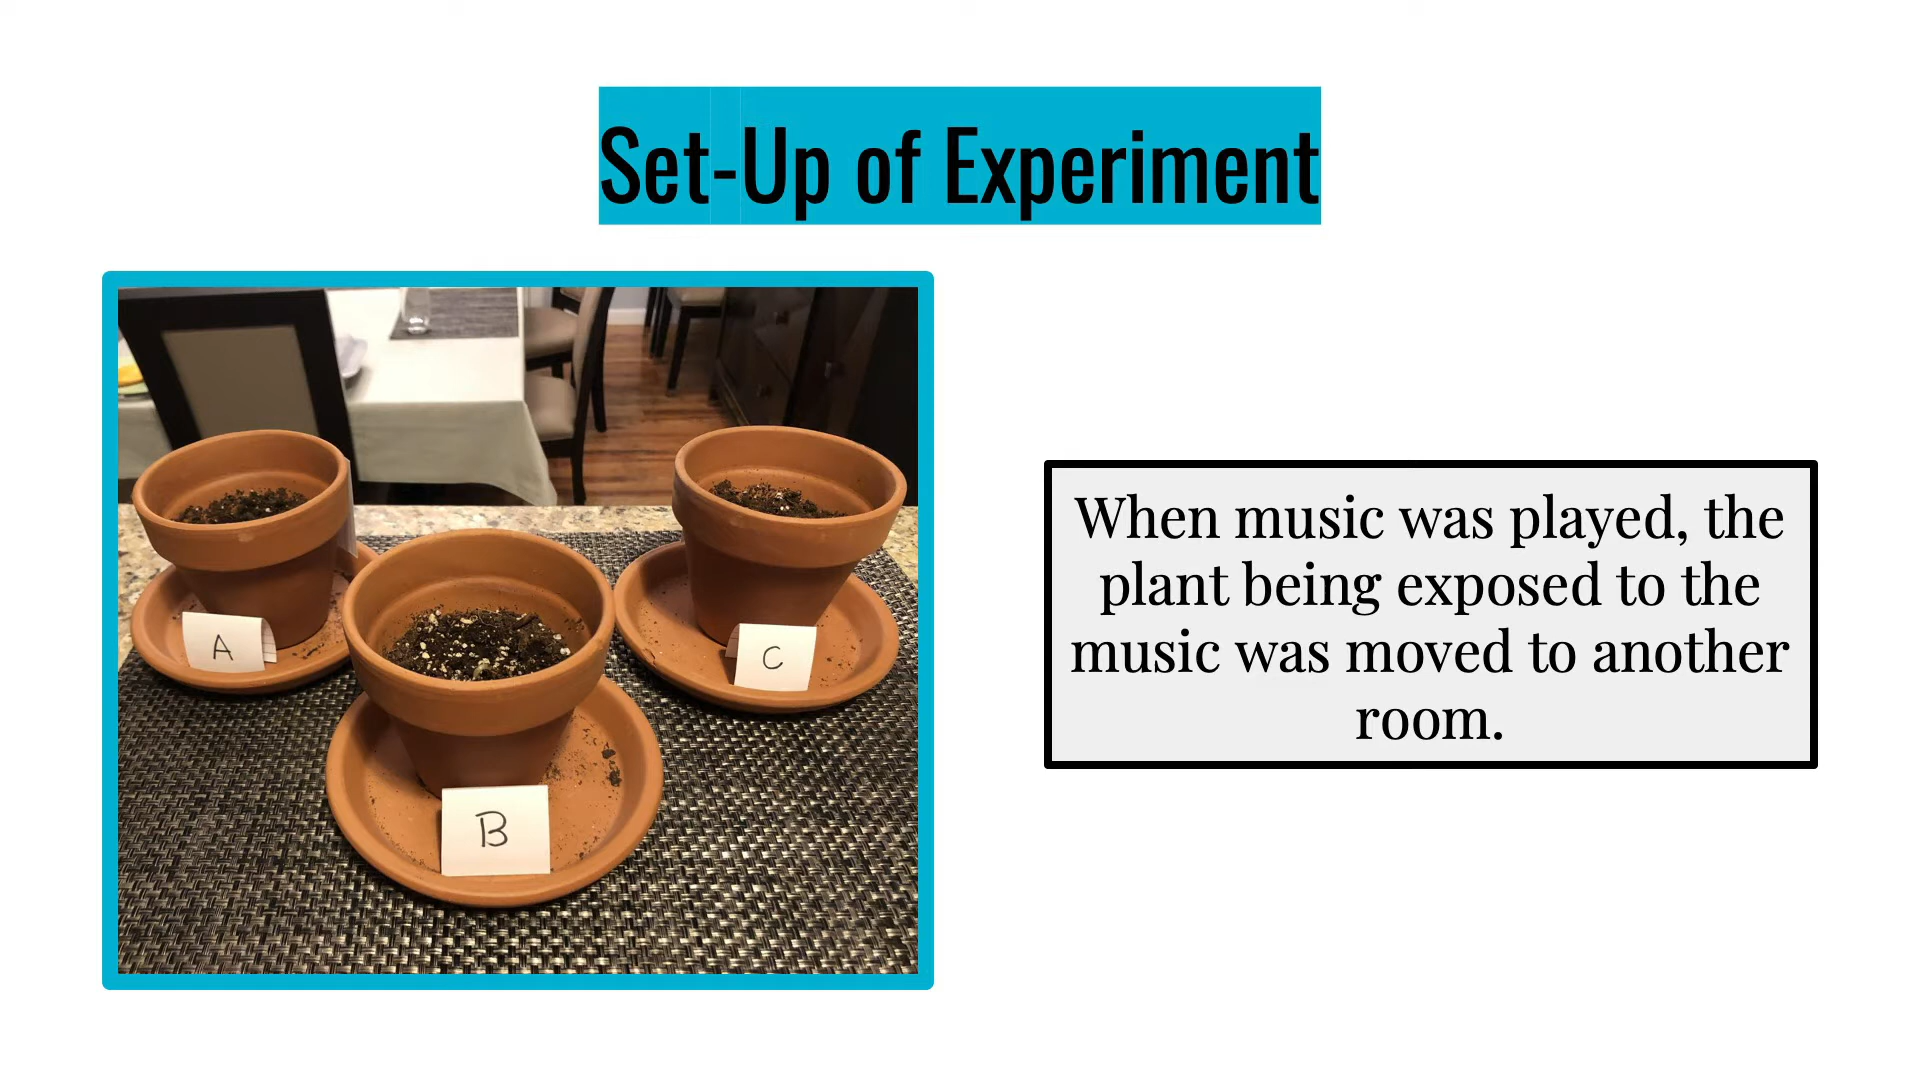 Set-Up of Experiment
A
B
C
When music was played, the
plant being exposed to the
music was moved to another
room.